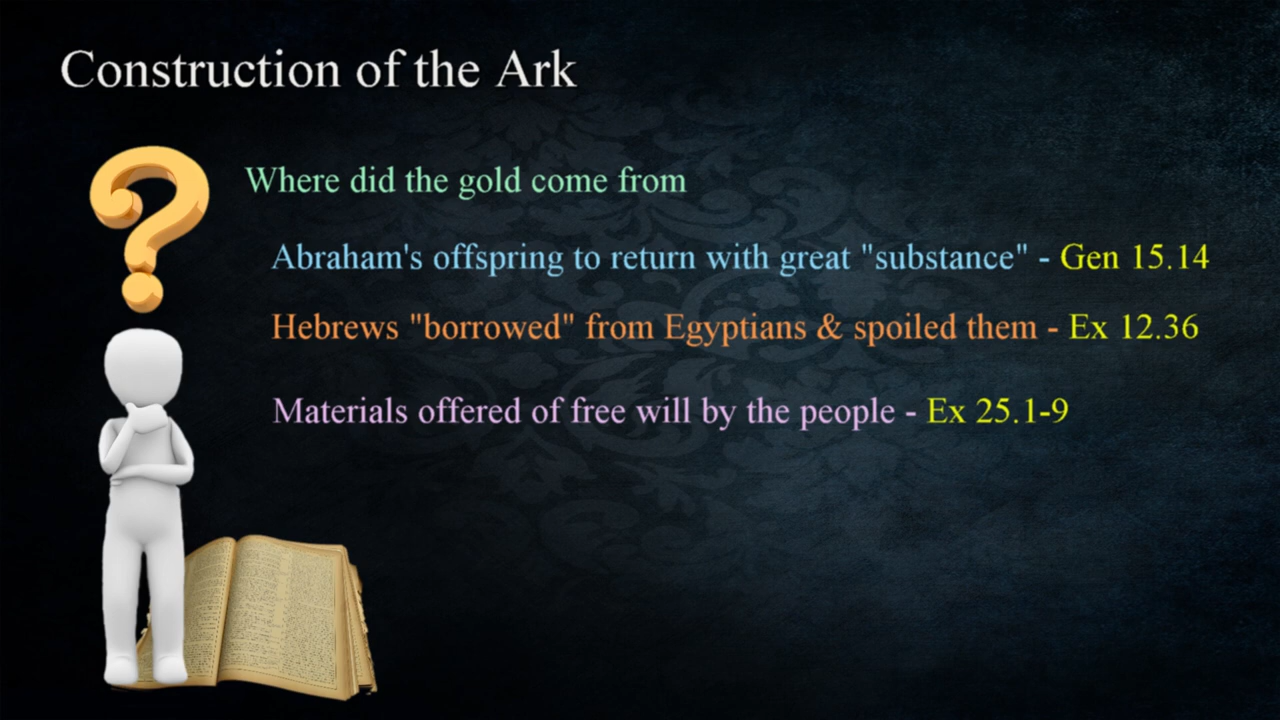 Construction of the Ark
Where did the gold come from
Abraham's offspring to return with great "substance" - Gen 15.14
Hebrews "borrowed" from Egyptians & spoiled them - Ex 12.36
Materials offered of free will by the people - Ex 25.1-9